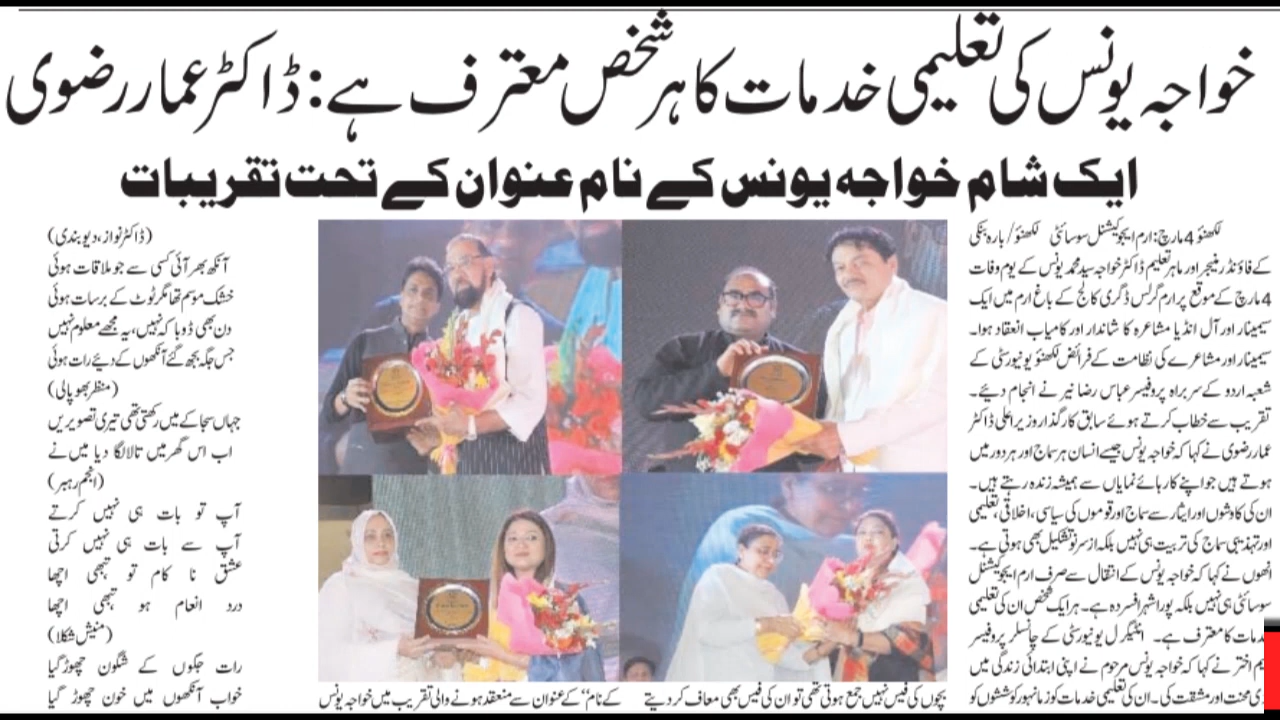 خواجہ یونس کی تعلیمی خدمات کا ہر شخص معترف ہے: ڈاکٹر عمار رضوی
ایک شام خواجہ یونس کے نام عنوان کے تحت تقریبات
لکھنؤ 4 مارچ: ارم ایجوکیشنل سوسائٹی لکھنؤ/بارہ بنکی
کے فاؤنڈر منیجر اور ماہر تعلیم ڈاکٹر خواجہ سید محمد یونس کے یوم وفات
4 مارچ کے موقع پر ارم گرلس ڈگری کالج کے باغ ارم میں ایک
سیمینار اور آل انڈیا مشاعرہ کا شاندار اور کامیاب انعقاد ہوا۔
سیمینار اور مشاعرے کی نظامت کے فرائض لکھنؤ یونیورسٹی کے
شعبہ اردو کے سربراہ پروفیسر عباس رضا نیر نے انجام دیئے۔
تقریب سے خطاب کرتے ہوئے سابق کارگذار وزیر اعلی ڈاکٹر
عمار رضوی نے کہا کہ خواجہ یونس جیسے انسان ہر سماج اور ہر دور میں
ہوتے ہیں جو اپنے کارہائے نمایاں سے ہمیشہ زندہ رہتے ہیں۔
ان کی کاوشوں اور ایثار سے سماج اور قوموں کی سیاسی، اخلاقی، تعلیمی
اور تہذیبی سماج کی تربیت ہی نہیں بلکہ از سرنو تشکیل بھی ہوتی ہے۔
انھوں نے کہا کہ خواجہ یونس کے انتقال سے صرف ارم ایجوکیشنل
سوسائٹی ہی نہیں بلکہ پورا شہر افسردہ ہے۔ ہر ایک شخص ان کی تعلیمی
خدمات کا معترف ہے۔ انٹیگرل یونیورسٹی کے چانسلر پروفیسر
اختر نے کہا کہ خواجہ یونس مرحوم نے اپنی ابتدائی زندگی میں
محنت اور مشقت کی۔ ان کی تعلیمی خدمات کو زمانہ اور کوششوں کو
بچوں کی فیس نہیں جمع ہوتی تھی تو ان کی فیس بھی معاف کر دیتے
کے نام‘‘ کے عنوان سے منعقد ہونے والی تقریب میں خواجہ یونس
(ڈاکٹر نواز، دیوبندی)
آنکھ بھر آئی کسی سے جو ملاقات ہوئی
خشک موسم تھا مگر ٹوٹ کے برسات ہوئی
دن بھی ڈوبا کہ نہیں، یہ مجھے معلوم نہیں
جس جگہ بجھ گئے آنکھوں کے دیئے رات ہوئی
(منظر بھوپالی)
جہاں سجا کے میں رکھتی تھی تیری تصویریں
اب اس گھر میں تالا لگا دیا میں نے
(انجم رہبر)
آپ تو بات ہی نہیں کرتے
آپ سے بات ہی نہیں کرتی
عشق نا کام تو تبھی اچھا
درد انعام ہو تبھی اچھا
(منیش شکلا)
رات جگوں کے شگون چھوڑ گیا
خواب آنکھوں میں خون چھوڑ گیا